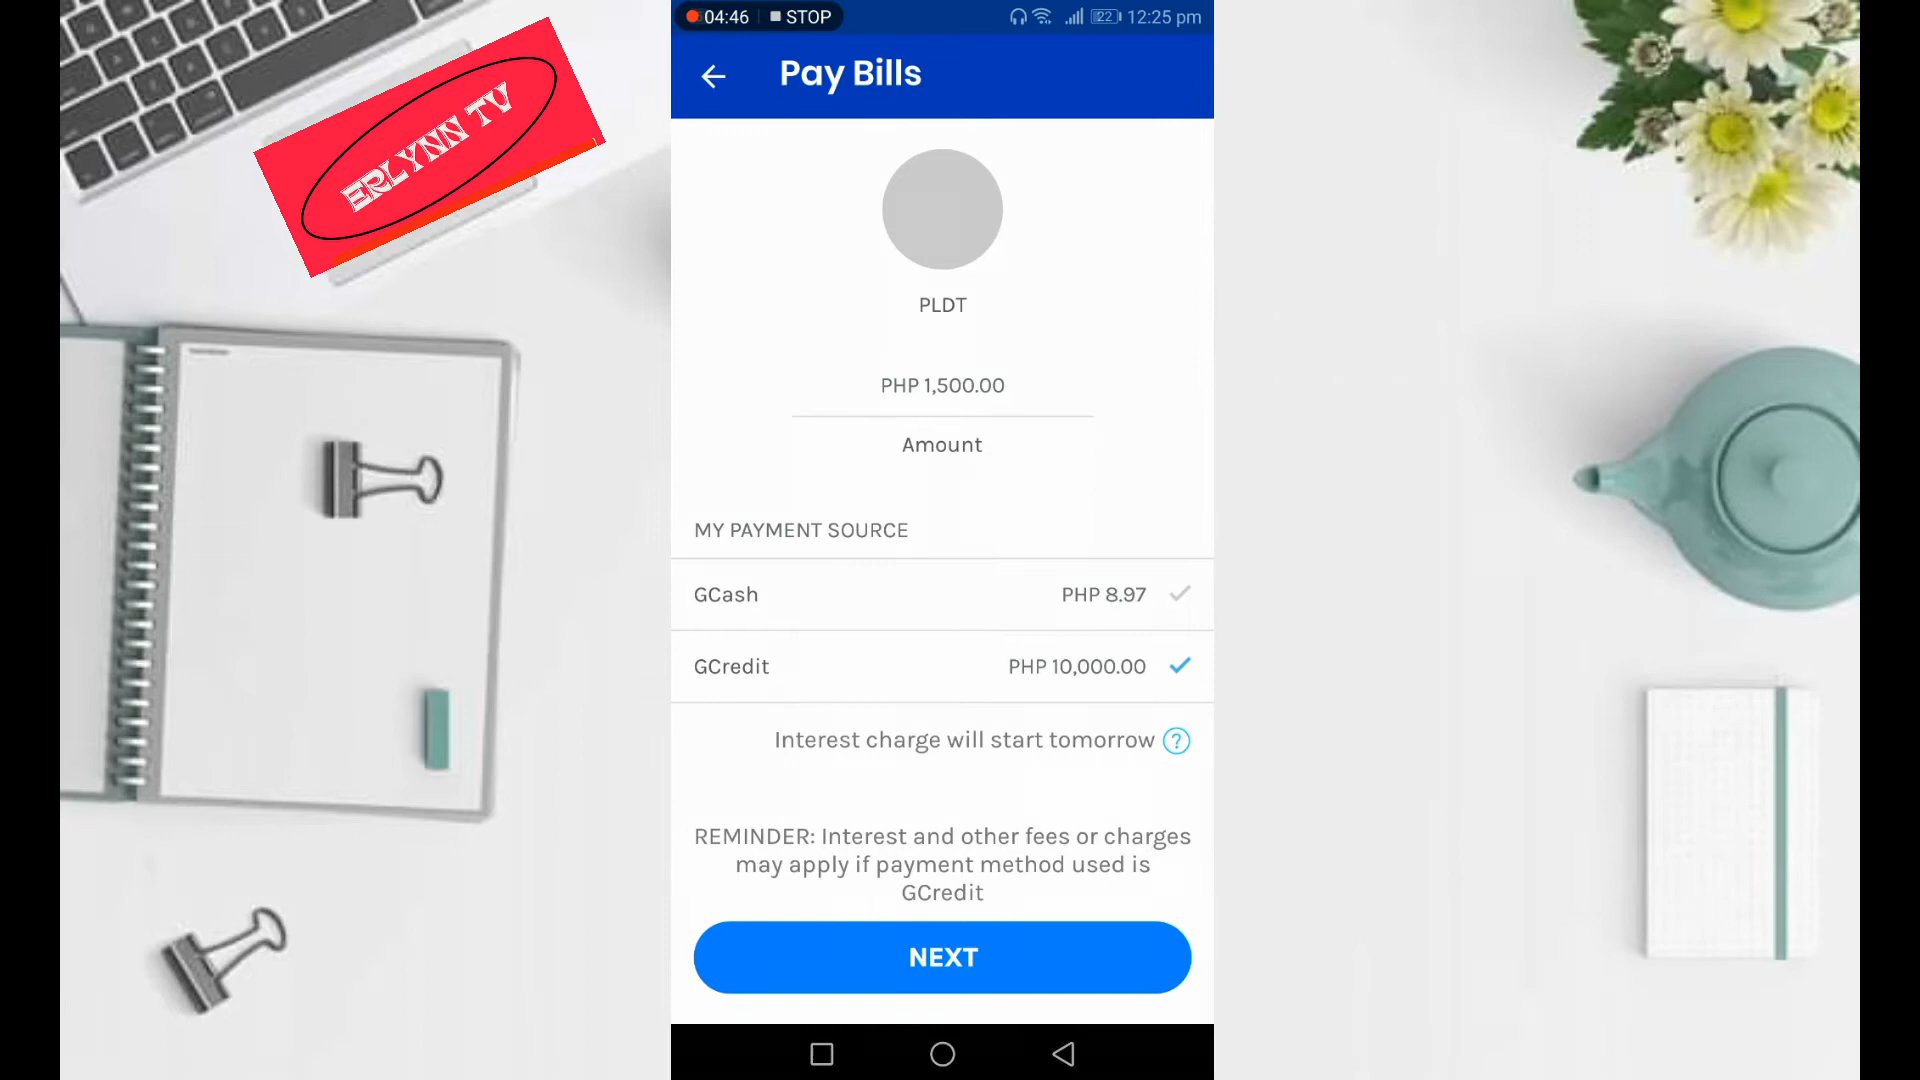 04:46 STOP 22 12:25 pm
Pay Bills
ERLYNN TV
PLDT
PHP 1,500.00
Amount
MY PAYMENT SOURCE
GCash PHP 8.97
GCredit PHP 10,000.00
Interest charge will start tomorrow ?
REMINDER: Interest and other fees or charges
may apply if payment method used is
GCredit
NEXT